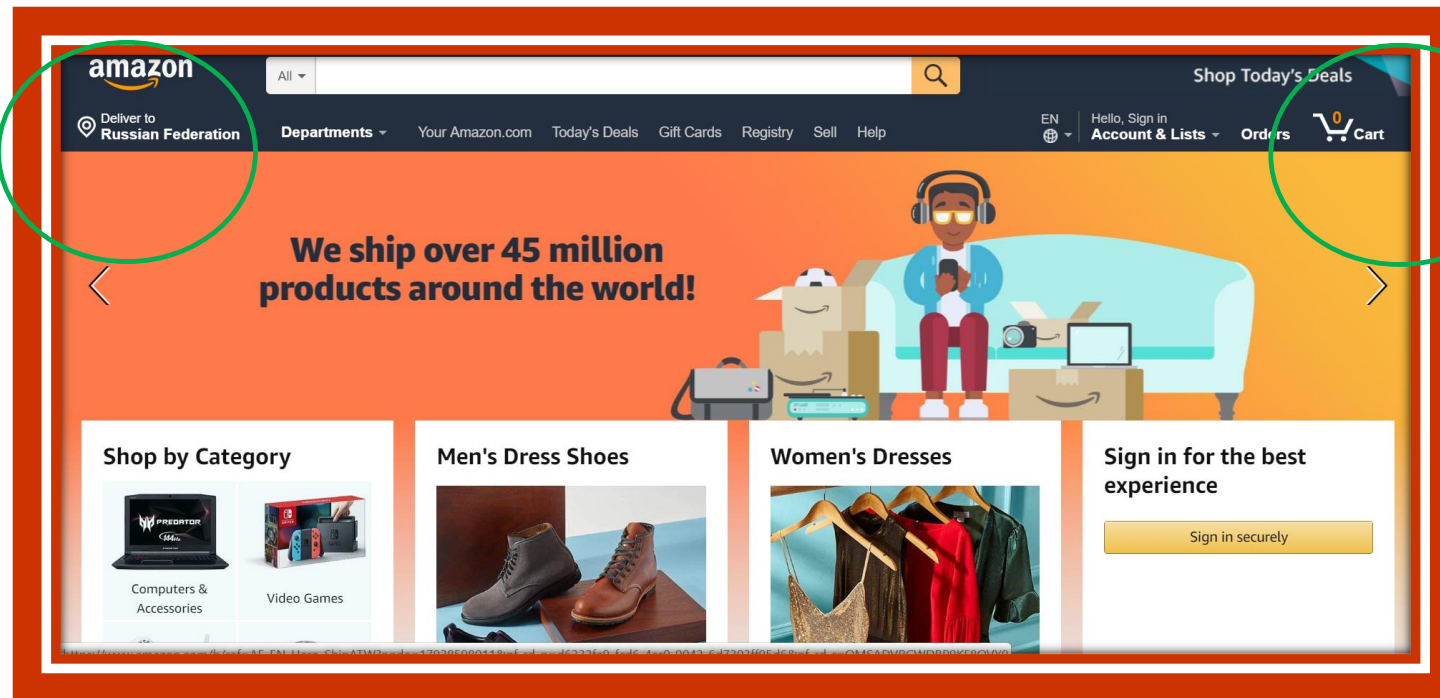 amazon
All
Shop Today's Deals
Deliver to
Russian Federation
Departments
Your Amazon.com Today's Deals Gift Cards Registry Sell Help
EN
Hello, Sign in
Account & Lists
Orders
0
Cart
We ship over 45 million
products around the world!
Shop by Category
PREDATOR
144Hz
Computers &
Accessories
Video Games
Men's Dress Shoes
Women's Dresses
Sign in for the best
experience
Sign in securely